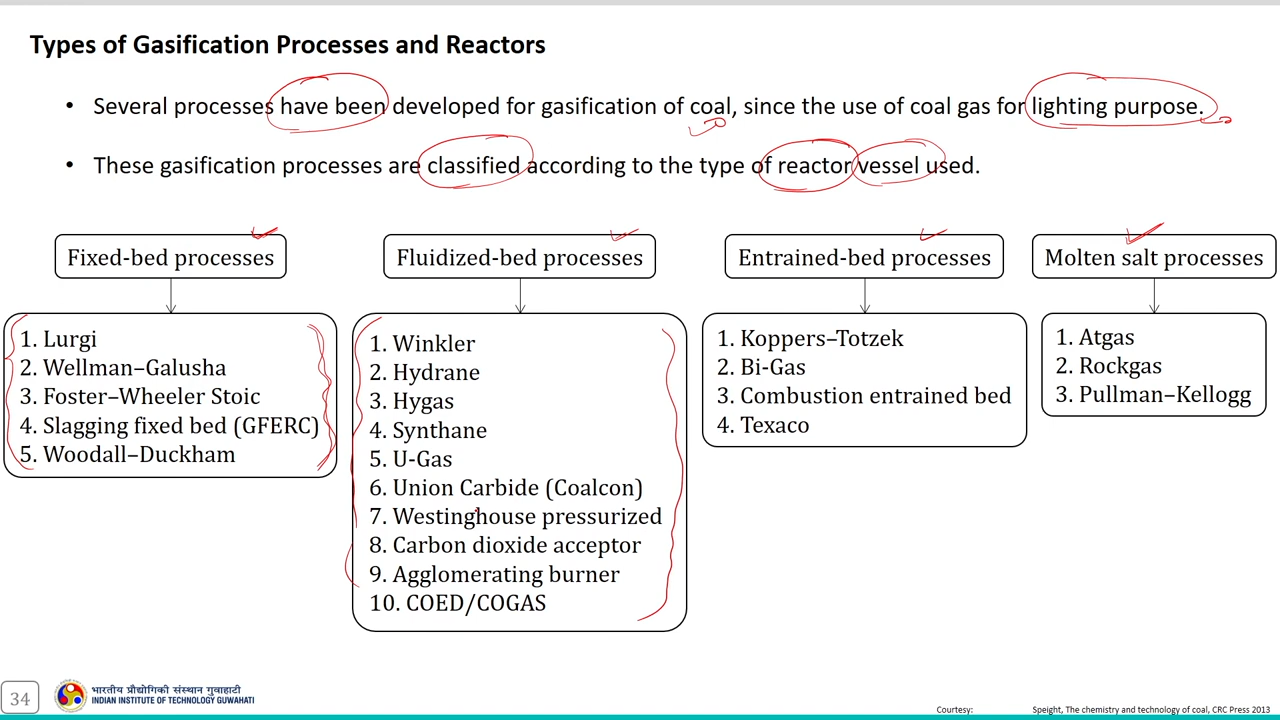 Types of Gasification Processes and Reactors
• Several processes have been developed for gasification of coal, since the use of coal gas for lighting purpose.
• These gasification processes are classified according to the type of reactor vessel used.
Fixed-bed processes
1. Lurgi
2. Wellman–Galusha
3. Foster–Wheeler Stoic
4. Slagging fixed bed (GFERC)
5. Woodall–Duckham
Fluidized-bed processes
1. Winkler
2. Hydrane
3. Hygas
4. Synthane
5. U-Gas
6. Union Carbide (Coalcon)
7. Westinghouse pressurized
8. Carbon dioxide acceptor
9. Agglomerating burner
10. COED/COGAS
Entrained-bed processes
1. Koppers–Totzek
2. Bi-Gas
3. Combustion entrained bed
4. Texaco
Molten salt processes
1. Atgas
2. Rockgas
3. Pullman–Kellogg
34
भारतीय प्रौद्योगिकी संस्थान गुवाहाटी
INDIAN INSTITUTE OF TECHNOLOGY GUWAHATI
Courtesy: Speight, The chemistry and technology of coal, CRC Press 2013